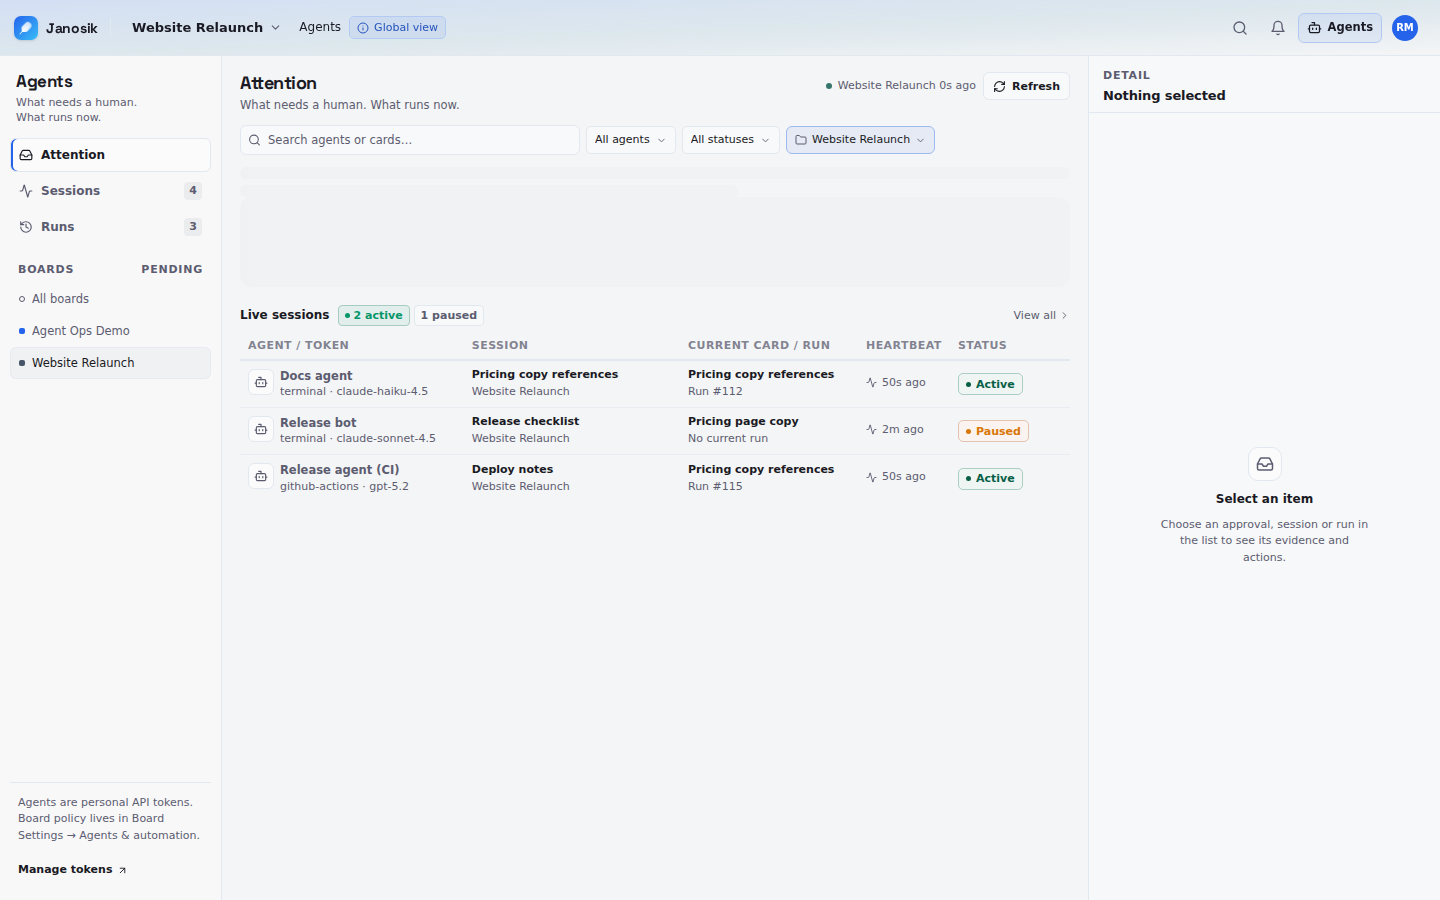 Janosik
Website Relaunch
Agents
Global view
Agents
RM
Agents
What needs a human.
What runs now.
Attention
Sessions 4
Runs 3
BOARDS PENDING
All boards
Agent Ops Demo
Website Relaunch
Agents are personal API tokens.
Board policy lives in Board
Settings → Agents & automation.
Manage tokens
Attention
What needs a human. What runs now.
Website Relaunch 0s ago
Refresh
Search agents or cards...
All agents
All statuses
Website Relaunch
Live sessions
2 active
1 paused
View all
AGENT / TOKEN SESSION CURRENT CARD / RUN HEARTBEAT STATUS
Docs agent Pricing copy references Pricing copy references 50s ago Active
terminal · claude-haiku-4.5 Website Relaunch Run #112
Release bot Release checklist Pricing page copy 2m ago Paused
terminal · claude-sonnet-4.5 Website Relaunch No current run
Release agent (CI) Deploy notes Pricing copy references 50s ago Active
github-actions · gpt-5.2 Website Relaunch Run #115
DETAIL
Nothing selected
Select an item
Choose an approval, session or run in
the list to see its evidence and
actions.